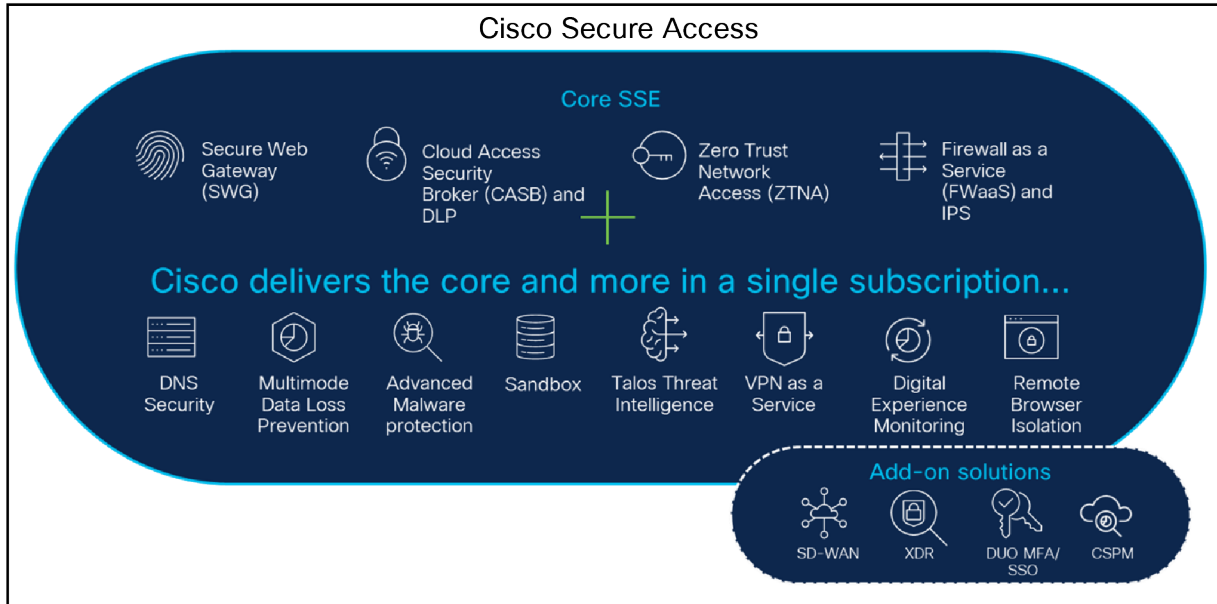 Cisco Secure Access
Core SSE
Secure Web
Gateway
(SWG)
Cloud Access
Security
Broker (CASB) and
DLP
Zero Trust
Network
Access (ZTNA)
Firewall as a
Service
(FWaaS) and
IPS
Cisco delivers the core and more in a single subscription...
DNS
Security
Multimode
Data Loss
Prevention
Advanced
Malware
protection
Sandbox
Talos Threat
Intelligence
VPN as a
Service
Digital
Experience
Monitoring
Remote
Browser
Isolation
Add-on solutions
SD-WAN
XDR
DUO MFA/
SSO
CSPM